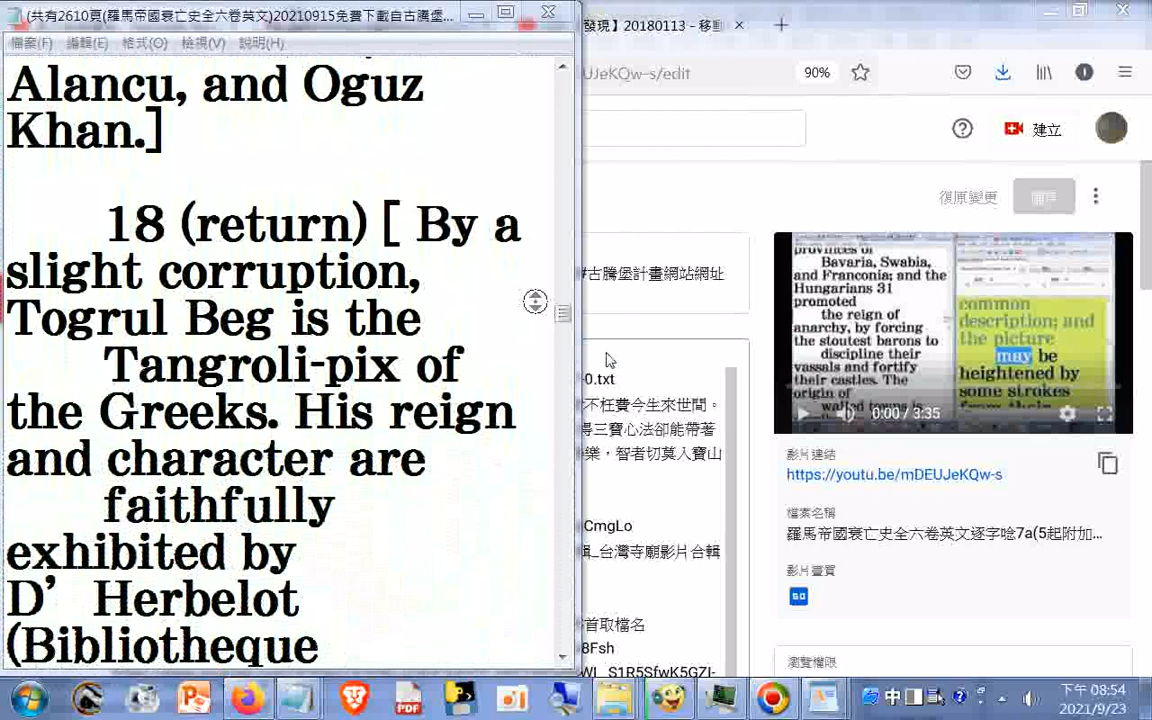 (共有2610頁(羅馬帝國衰亡史全六卷英文)20210915免費下載自古騰堡...
檔案(F) 編輯(E) 格式(O) 檢視(V) 說明(H)
Alancu, and Oguz
Khan.]
18 (return) [ By a
slight corruption,
Togrul Beg is the
Tangroli-pix of
the Greeks. His reign
and character are
faithfully
exhibited by
D’ Herbelot
(Bibliotheque
發現】20180113 - 移動
UJeKQw-s/edit
90%
建立
復原變更
#古騰堡計畫網站網址
-0.txt
不枉費今生來世間。
得三寶心法卻能帶著
樂，智者切莫入寶山
CmgLo
輯_台灣寺廟影片合輯
首取檔名
8Fsh
WI_S1R5SfwK5GZI-
provinces of
Bavaria, Swabia,
and Franconia; and the
Hungarians 31
promoted
the reign of
anarchy, by forcing
the stoutest barons to
discipline their
vassals and fortify
their castles. The
origin of
walled towns is
common
description; and
the picture
may be
heightened by
some strokes
0:00 / 3:35
影片連結
https://youtu.be/mDEUJeKQw-s
檔案名稱
羅馬帝國衰亡史全六卷英文逐字唸7a(5起附加...
影片畫質
SD
瀏覽權限
中
下午 08:54
2021/9/23